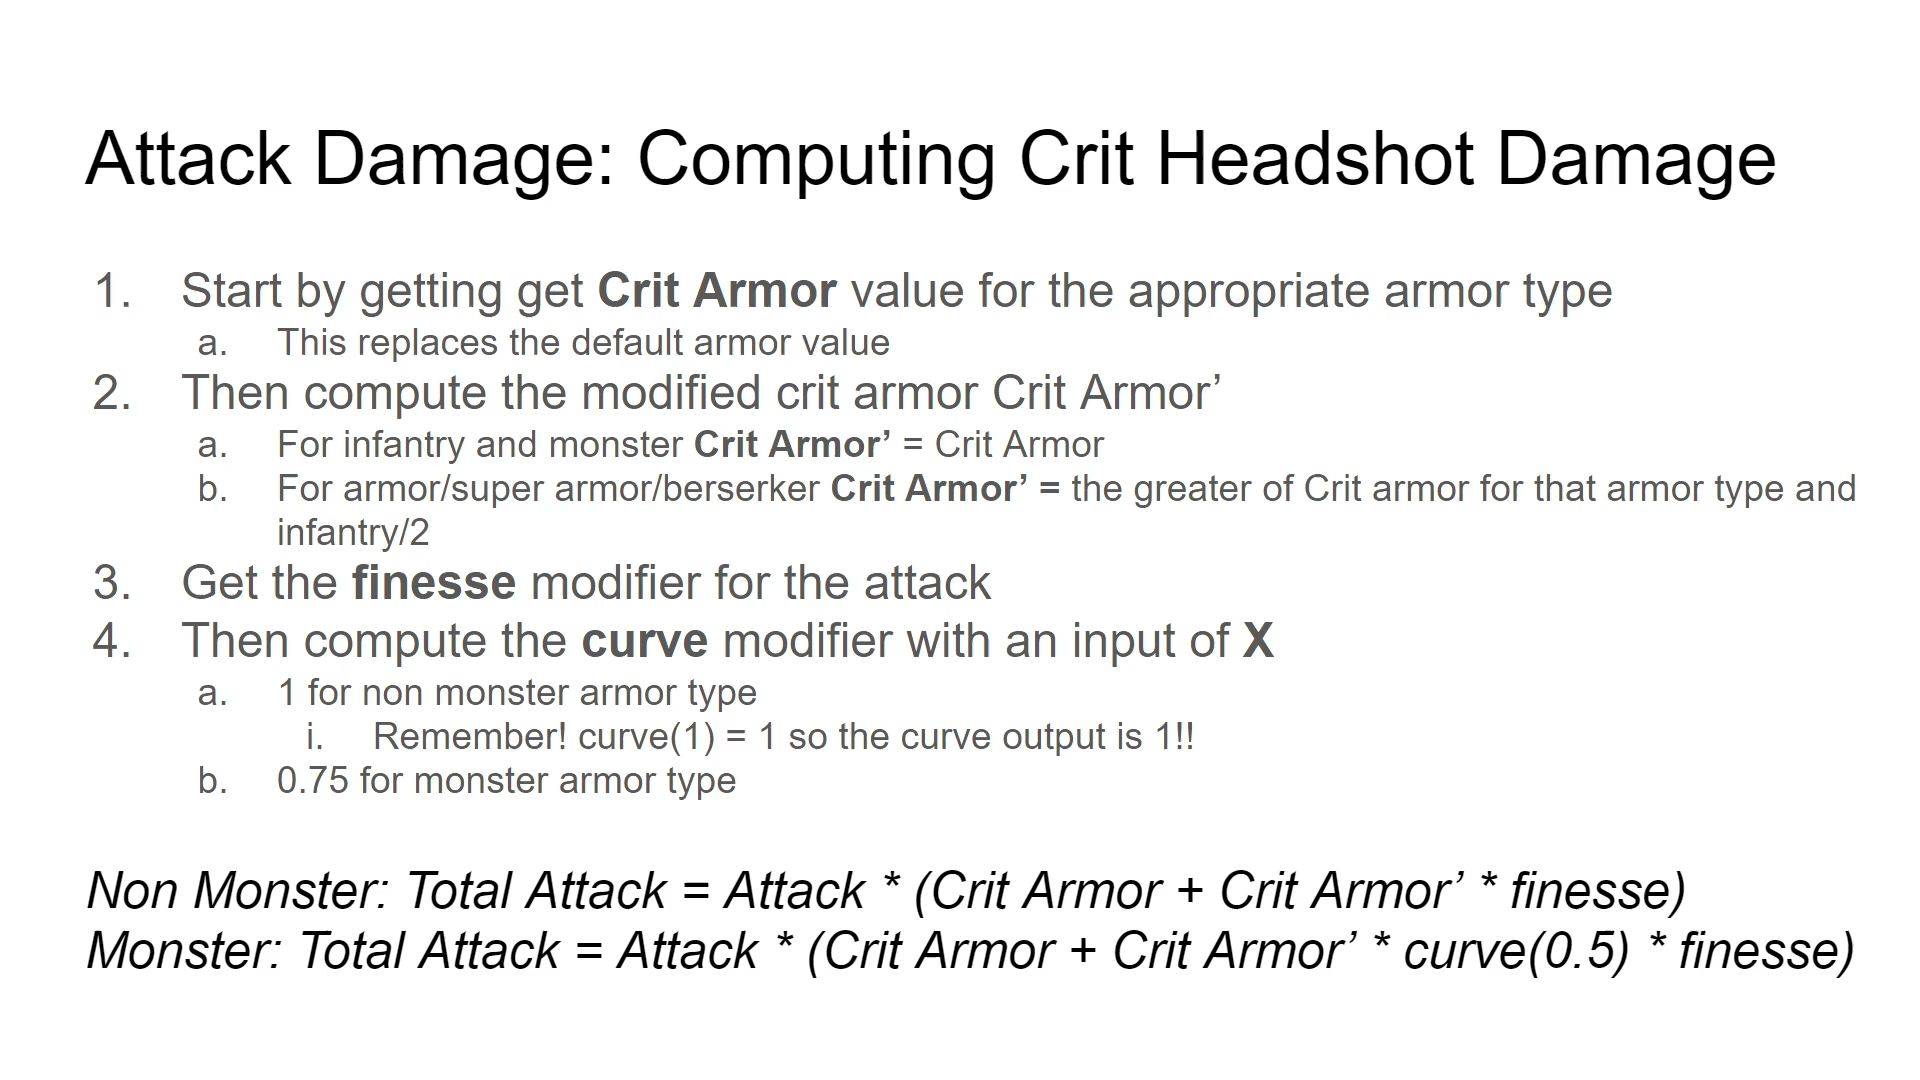 Attack Damage: Computing Crit Headshot Damage
1. Start by getting get Crit Armor value for the appropriate armor type
a. This replaces the default armor value
2. Then compute the modified crit armor Crit Armor’
a. For infantry and monster Crit Armor’ = Crit Armor
b. For armor/super armor/berserker Crit Armor’ = the greater of Crit armor for that armor type and
infantry/2
3. Get the finesse modifier for the attack
4. Then compute the curve modifier with an input of X
a. 1 for non monster armor type
i. Remember! curve(1) = 1 so the curve output is 1!!
b. 0.75 for monster armor type
Non Monster: Total Attack = Attack * (Crit Armor + Crit Armor’ * finesse)
Monster: Total Attack = Attack * (Crit Armor + Crit Armor’ * curve(0.5) * finesse)